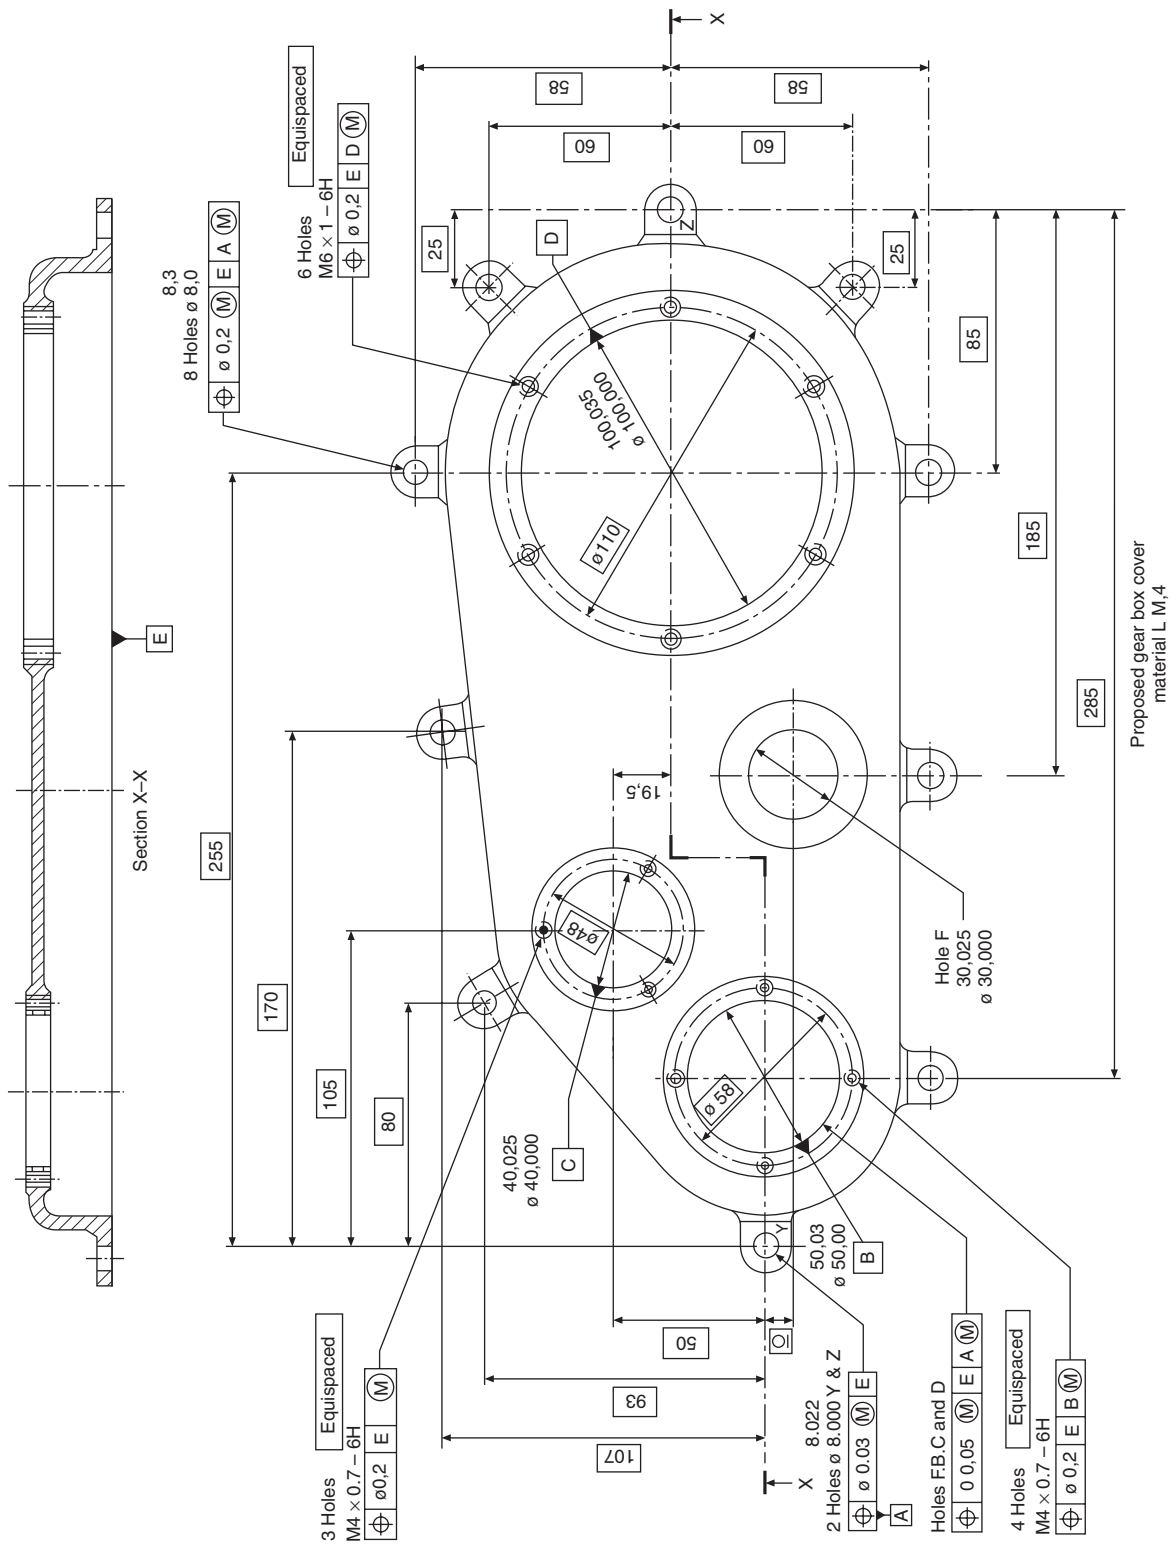 X
Section X–X
E
8,3
8 Holes ø 8,0
ø 0,2 Ⓜ E A Ⓜ
Equispaced
6 Holes
M6 × 1 – 6H
ø 0,2 E D Ⓜ
85
85
60
60
25
25
D
Z
100,035
ø 100,000
ø110
85
185
285
255
170
105
80
19,5
ø48
40,025
ø 40,000
C
Hole F
30,025
ø 30,000
ø 58
Y
50,03
ø 50,00
B
50
10
93
107
X
3 Holes
Equispaced
M4 × 0.7 – 6H
ø0,2 E Ⓜ
8.022
2 Holes ø 8.000 Y & Z
ø 0.03 Ⓜ E
A
Holes F.B.C and D
0 0,05 Ⓜ E A Ⓜ
4 Holes
Equispaced
M4 × 0.7 – 6H
ø 0,2 E B Ⓜ
Proposed gear box cover
material L M,4